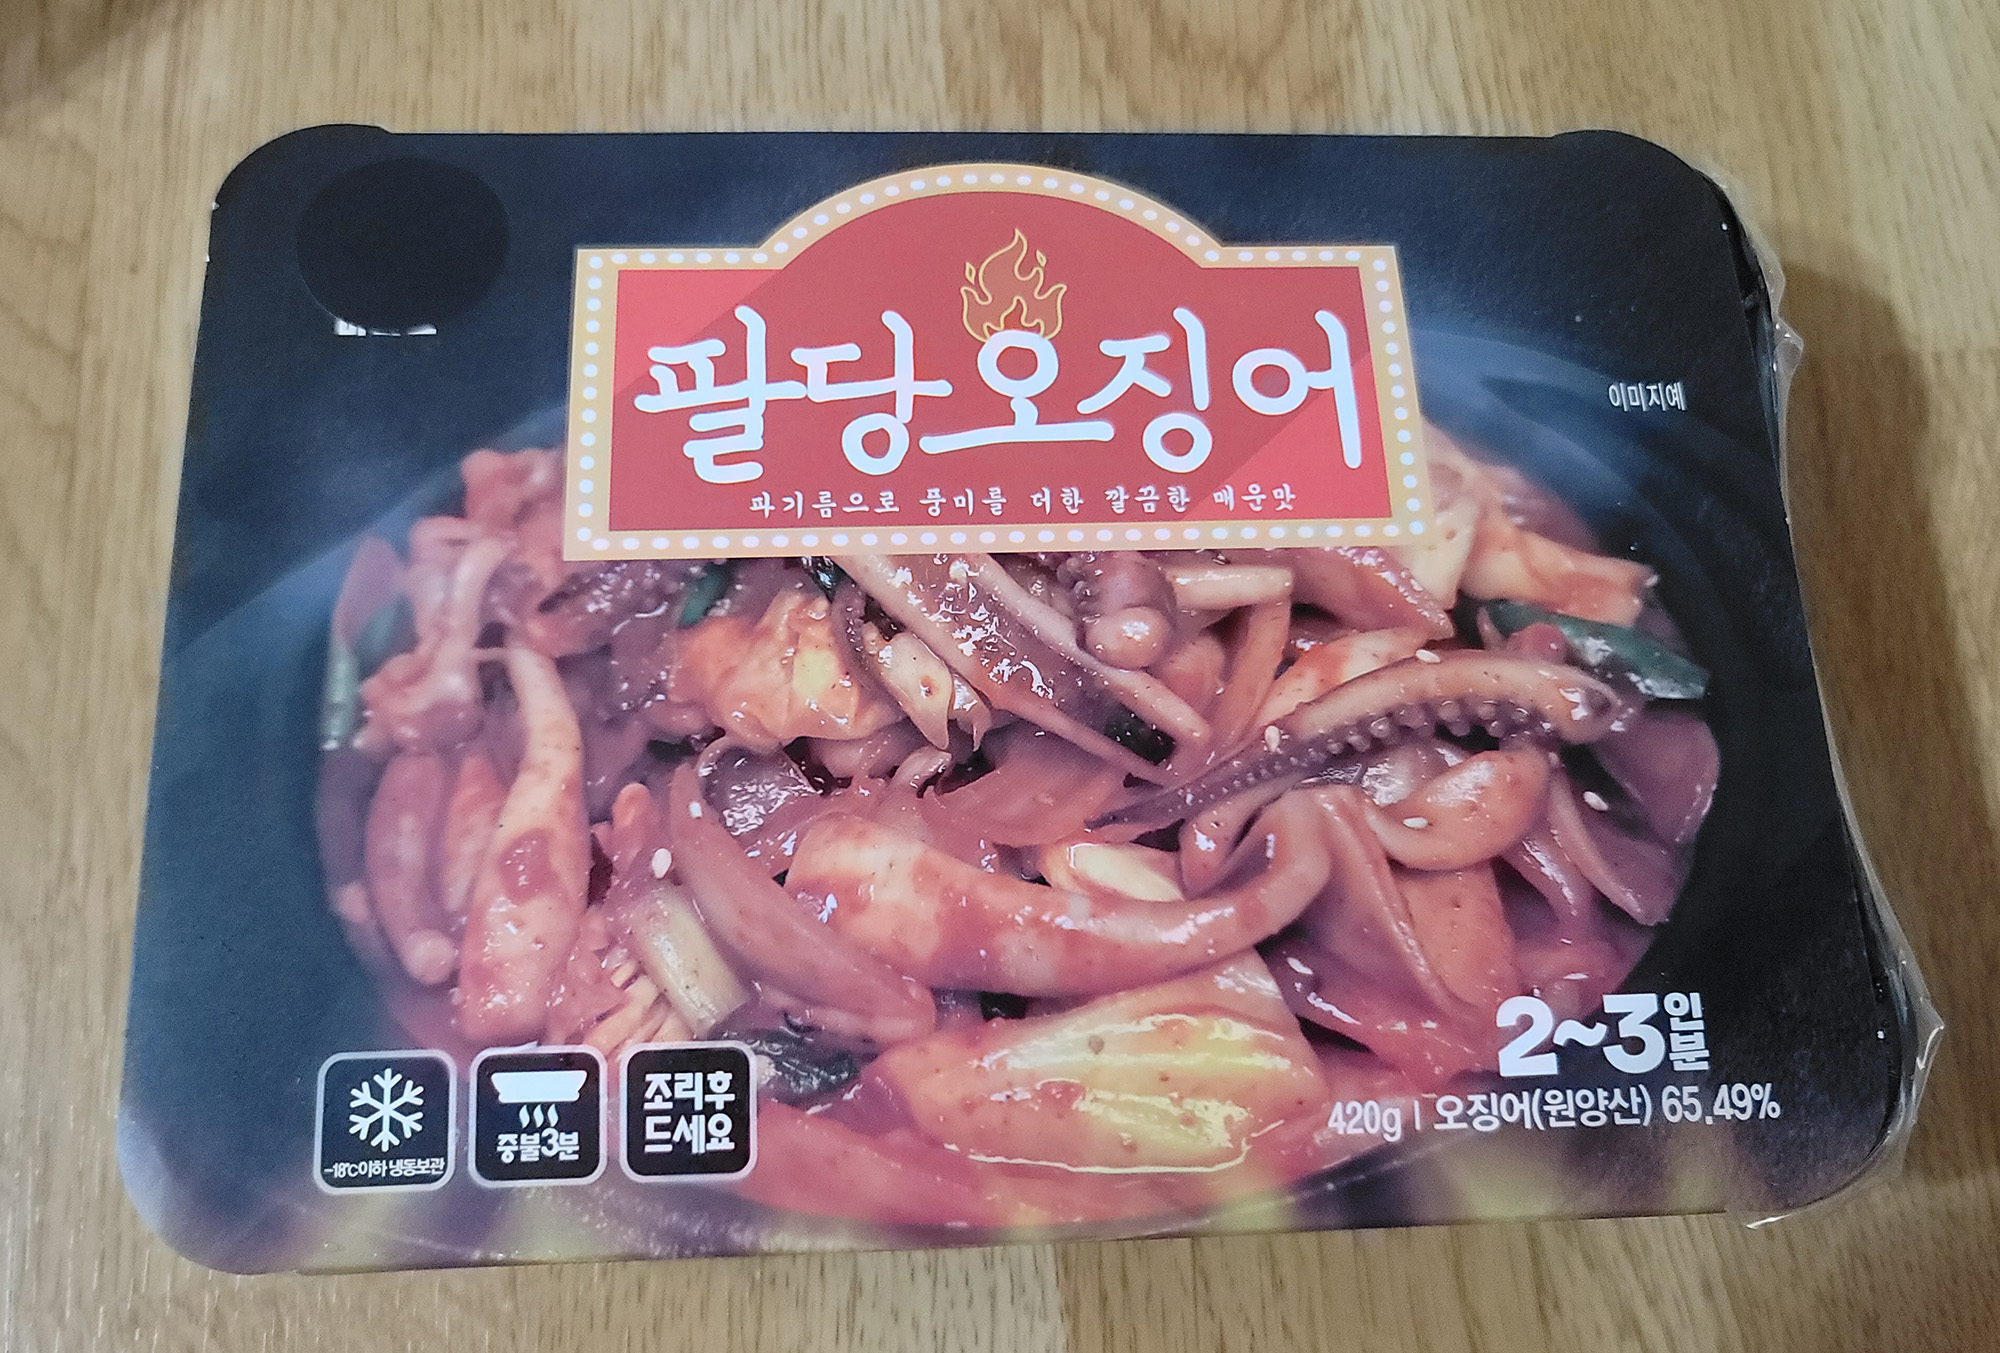 팔당오징어
파기름으로 풍미를 더한 깔끔한 매운맛
이미지예
2~3인분
420g | 오징어(원양산) 65.49%
-18℃이하 냉동보관
중불3분
조리후
드세요